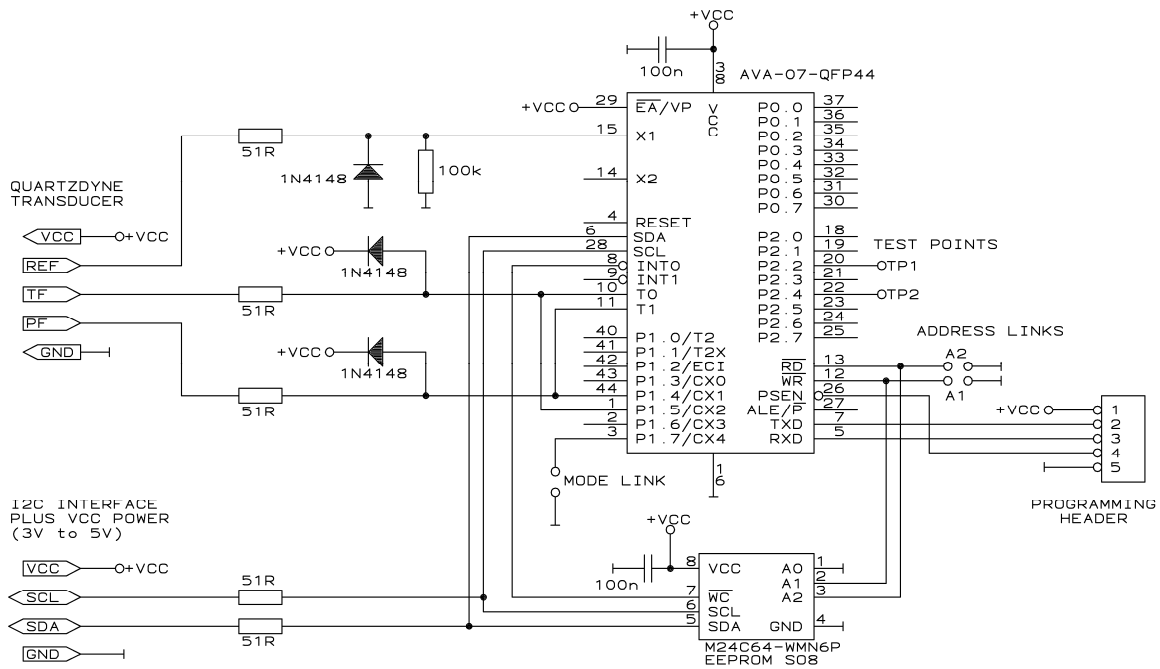 +VCC
100n
38
AVA-07-QFP44
+VCC 29 EA/VP VCC P0.0 37
P0.1 36
15 X1 P0.2 35
51R
P0.3 34
P0.4 33
1N4148 100k
14 X2 P0.5 32
P0.6 31
P0.7 30
QUARTZDYNE
TRANSDUCER
4 RESET
VCC +VCC
6 SDA P2.0 18
28 SCL P2.1 19 TEST POINTS
+VCC
1N4148
REF
8 INT0 P2.2 20 TP1
9 INT1 P2.3 21
TF
10 T0 P2.4 22 TP2
51R
11 T1 P2.5 23
PF
P2.6 24
40 P1.0/T2 P2.7 25 ADDRESS LINKS
GND
+VCC
1N4148
41 P1.1/T2X
42 P1.2/ECI RD 13 A2
43 P1.3/CX0 WR 12 A1
51R
44 P1.4/CX1 PSEN 26
1 P1.5/CX2 ALE/P 27 +VCC 1
2 P1.6/CX3 TXD 7 2
3 P1.7/CX4 RXD 5 3
4
5
16
MODE LINK
PROGRAMMING
HEADER
I2C INTERFACE
PLUS VCC POWER
(3V to 5V)
+VCC
VCC +VCC
100n
8 VCC A0 1
A1 2
51R
SCL
7 WC A2 3
6 SCL
SDA
51R
5 SDA GND 4
GND
M24C64-WMN6P
EEPROM SO8